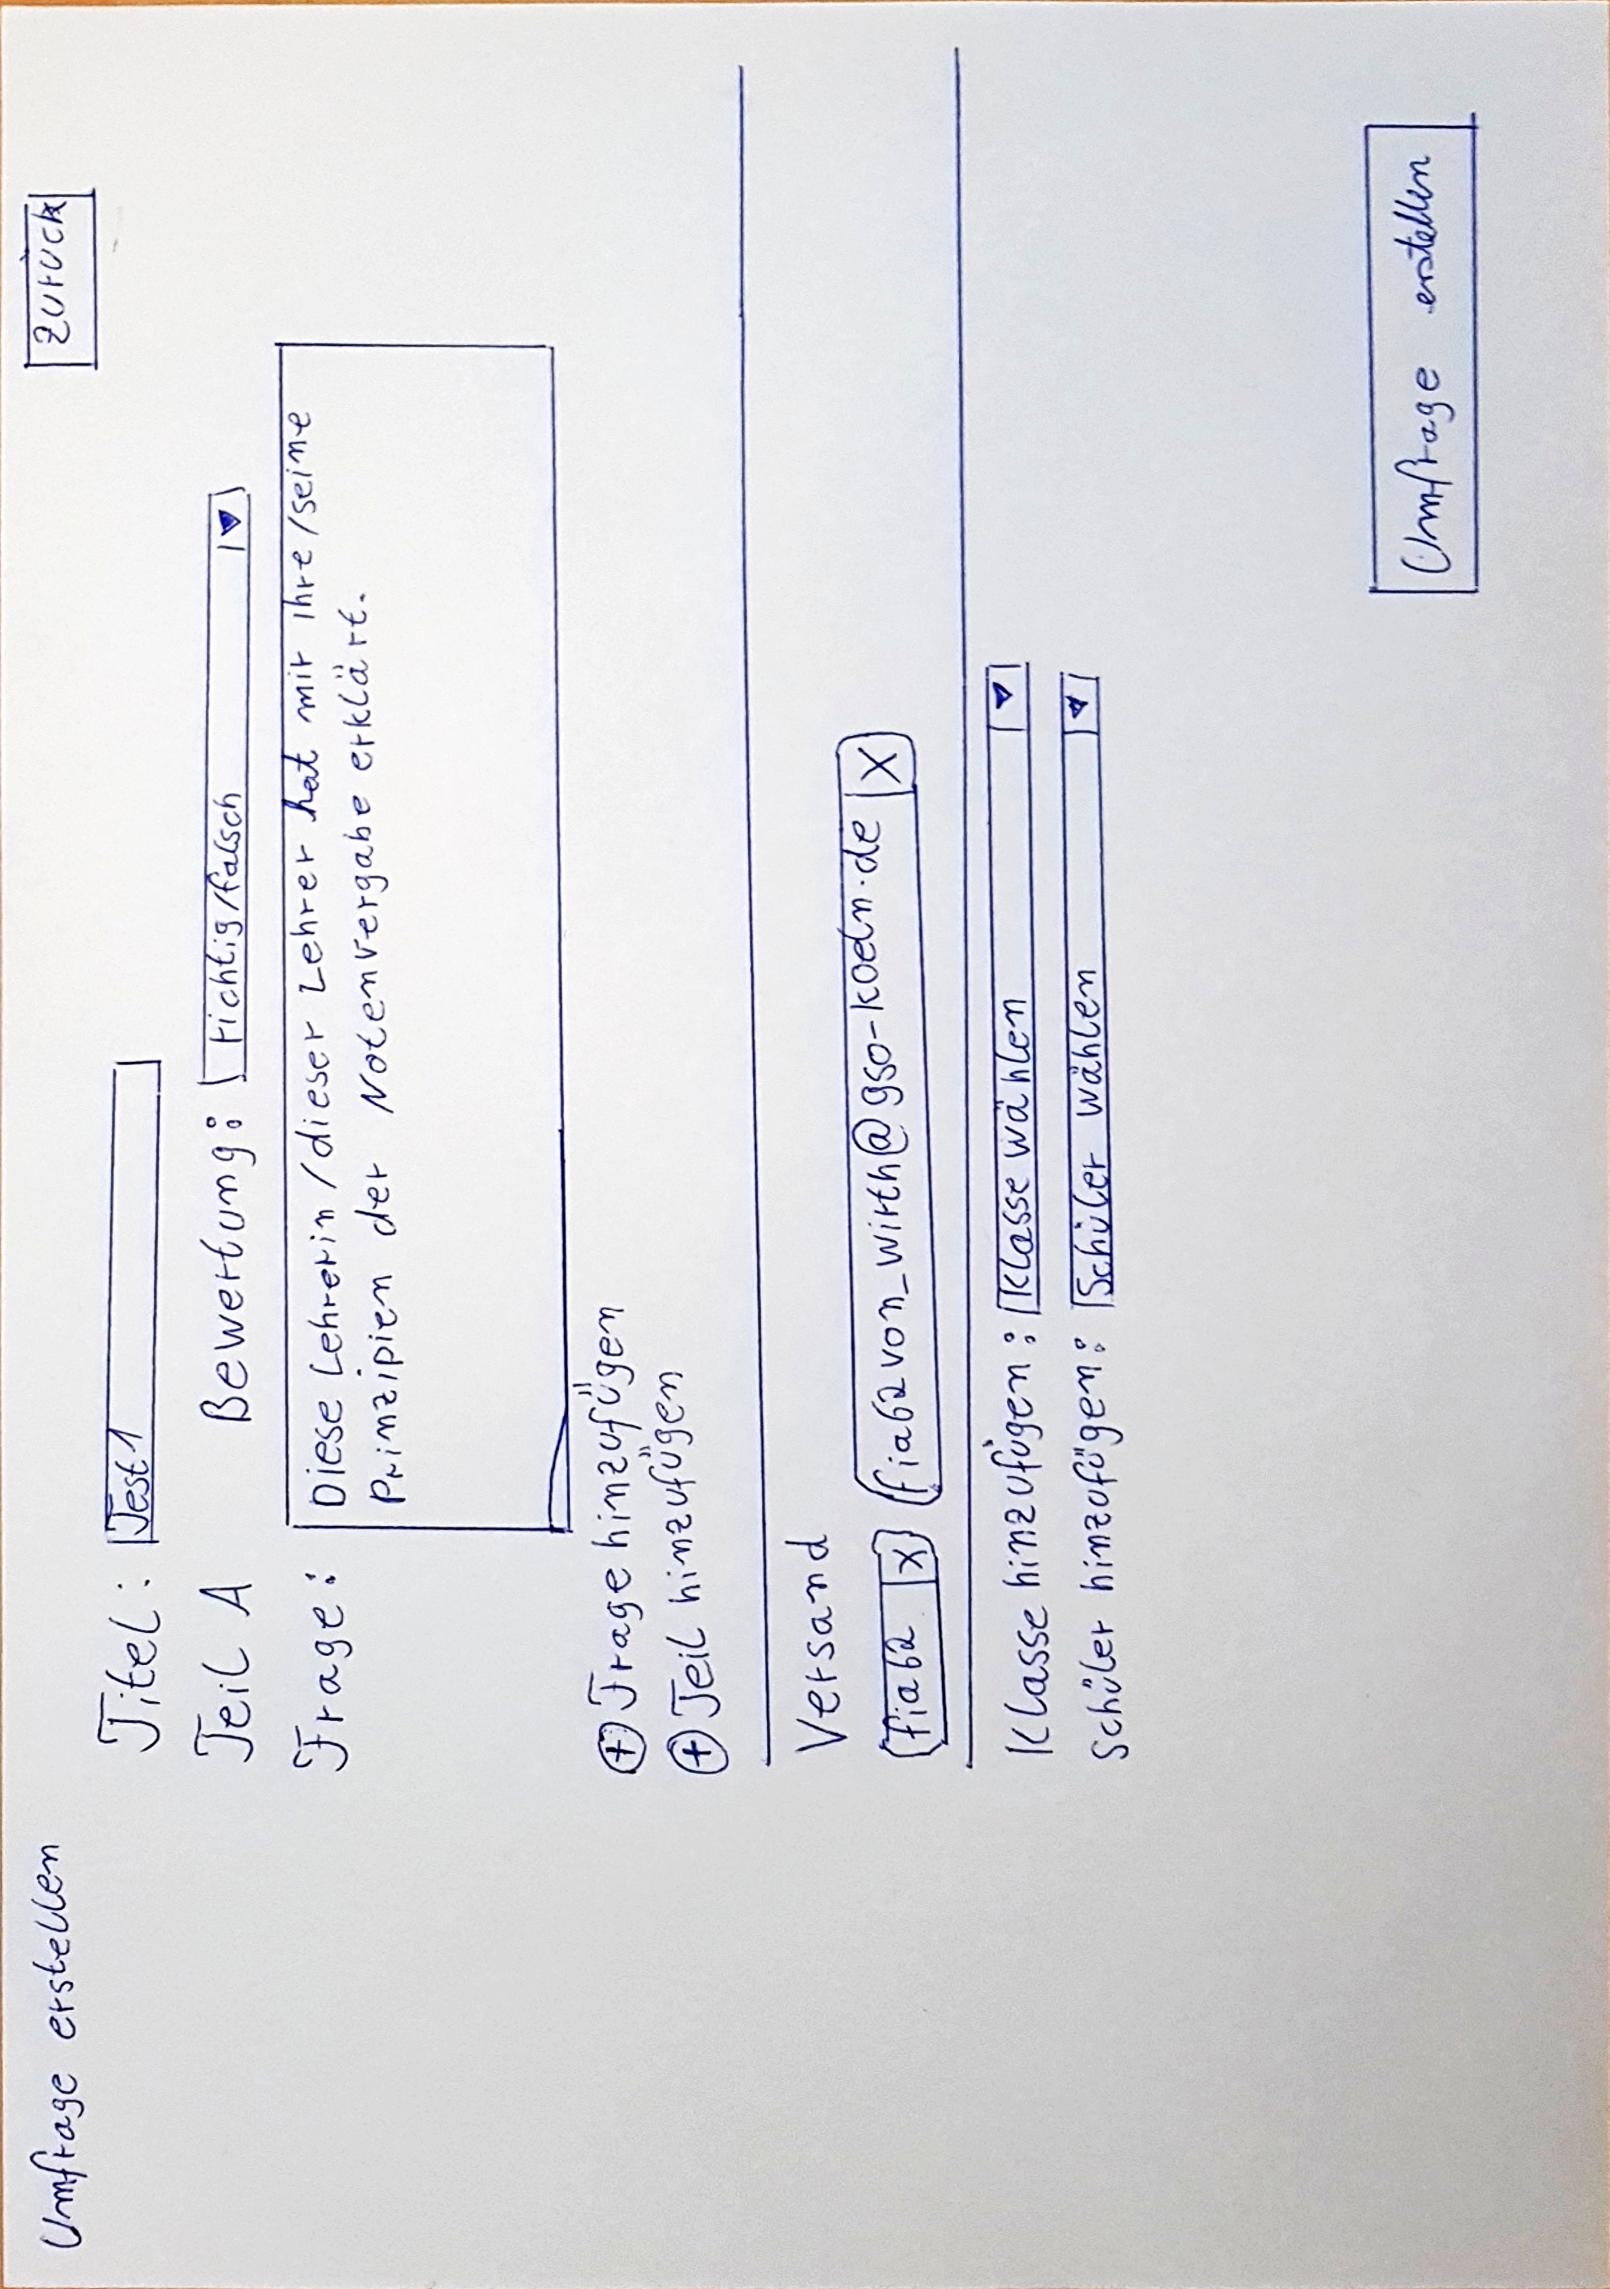 Umfrage erstellen
Zurück
Titel: Test 1
Teil A Bewertung: richtig/falsch
Frage: Diese Lehrerin/dieser Lehrer hat mir ihre/seine
Prinzipien der Notenvergabe erklärt.
+ Frage hinzufügen
+ Teil hinzufügen
Versand
fia62 X fia62von_wirth@gso-koeln.de X
Klasse hinzufügen: Klasse wählen
Schüler hinzufügen: Schüler wählen
Umfrage erstellen